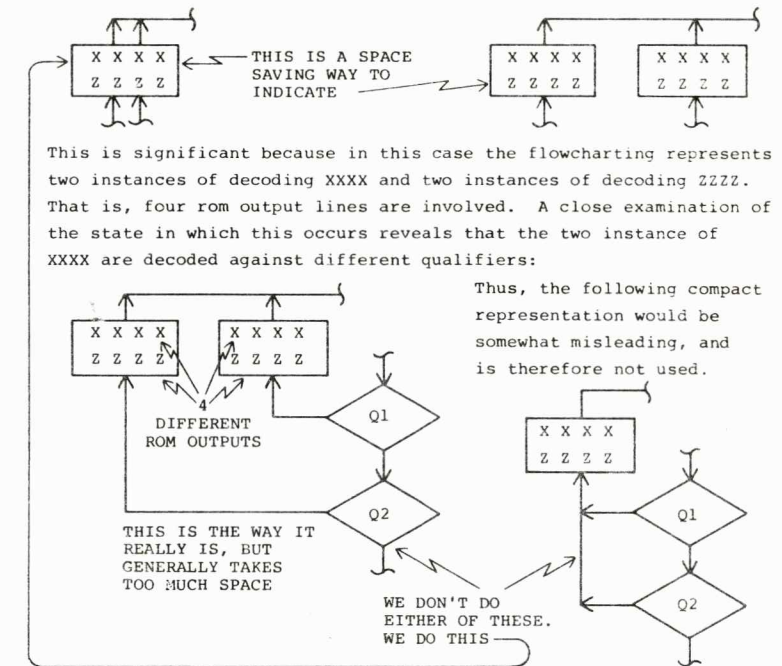 X X X X
Z Z Z Z
THIS IS A SPACE
SAVING WAY TO
INDICATE
X X X X
Z Z Z Z
X X X X
Z Z Z Z
This is significant because in this case the flowcharting represents
two instances of decoding XXXX and two instances of decoding ZZZZ.
That is, four rom output lines are involved. A close examination of
the state in which this occurs reveals that the two instance of
XXXX are decoded against different qualifiers:
Thus, the following compact
representation would be
somewhat misleading, and
is therefore not used.
X X X X
Z Z Z Z
X X X X
Z Z Z Z
4
DIFFERENT
ROM OUTPUTS
Q1
Q2
THIS IS THE WAY IT
REALLY IS, BUT
GENERALLY TAKES
TOO MUCH SPACE
X X X X
Z Z Z Z
Q1
Q2
WE DON'T DO
EITHER OF THESE.
WE DO THIS